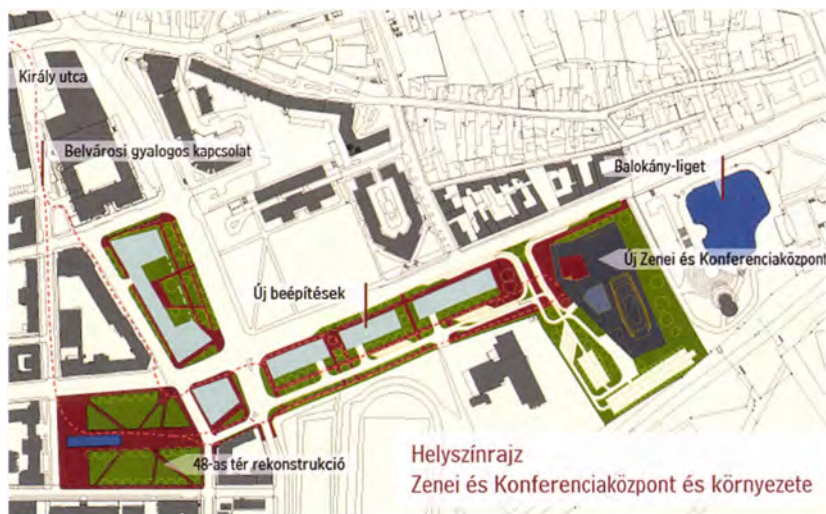 Király utca
Belvárosi gyalogos kapcsolat
Balokány-liget
Új Zenei és Konferenciaközpont
Új beépítések
48-as tér rekonstrukció
Helyszínrajz
Zenei és Konferenciaközpont és környezete